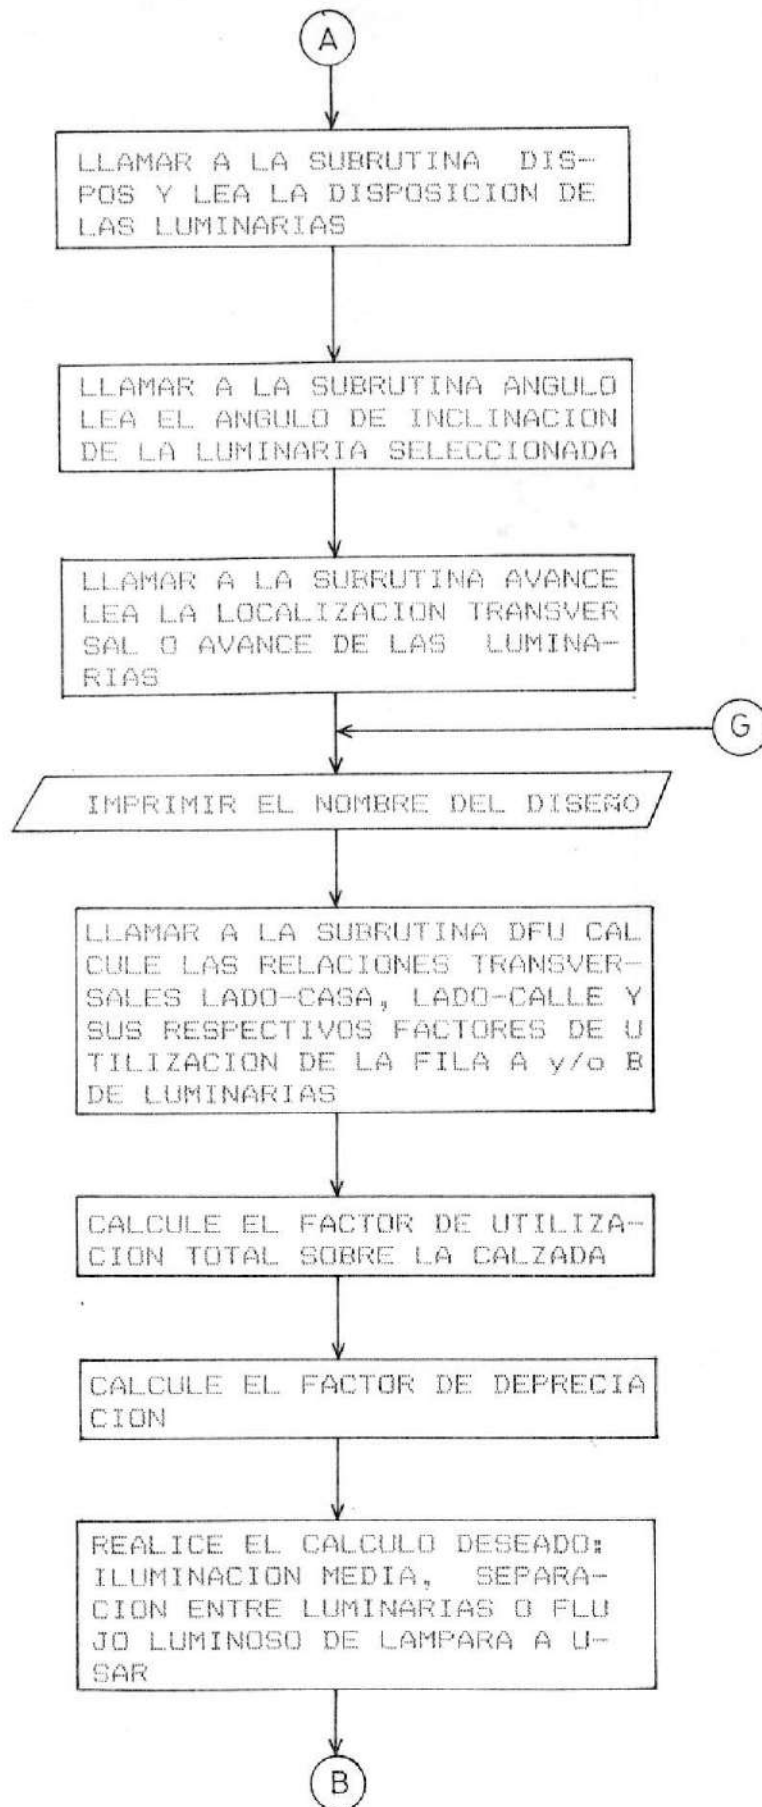 A
LLAMAR A LA SUBRUTINA DIS-
POS Y LEA LA DISPOSICION DE
LAS LUMINARIAS
LLAMAR A LA SUBRUTINA ANGULO
LEA EL ANGULO DE INCLINACION
DE LA LUMINARIA SELECCIONADA
LLAMAR A LA SUBRUTINA AVANCE
LEA LA LOCALIZACION TRANSVER
SAL O AVANCE DE LAS LUMINA-
RIAS
G
IMPRIMIR EL NOMBRE DEL DISEÑO
LLAMAR A LA SUBRUTINA DFU CAL
CULE LAS RELACIONES TRANSVER-
SALES LADO-CASA, LADO-CALLE Y
SUS RESPECTIVOS FACTORES DE U
TILIZACION DE LA FILA A y/o B
DE LUMINARIAS
CALCULE EL FACTOR DE UTILIZA-
CION TOTAL SOBRE LA CALZADA
CALCULE EL FACTOR DE DEPRECIA
CION
REALICE EL CALCULO DESEADO:
ILUMINACION MEDIA, SEPARA-
CION ENTRE LUMINARIAS O FLU
JO LUMINOSO DE LAMPARA A U-
SAR
B